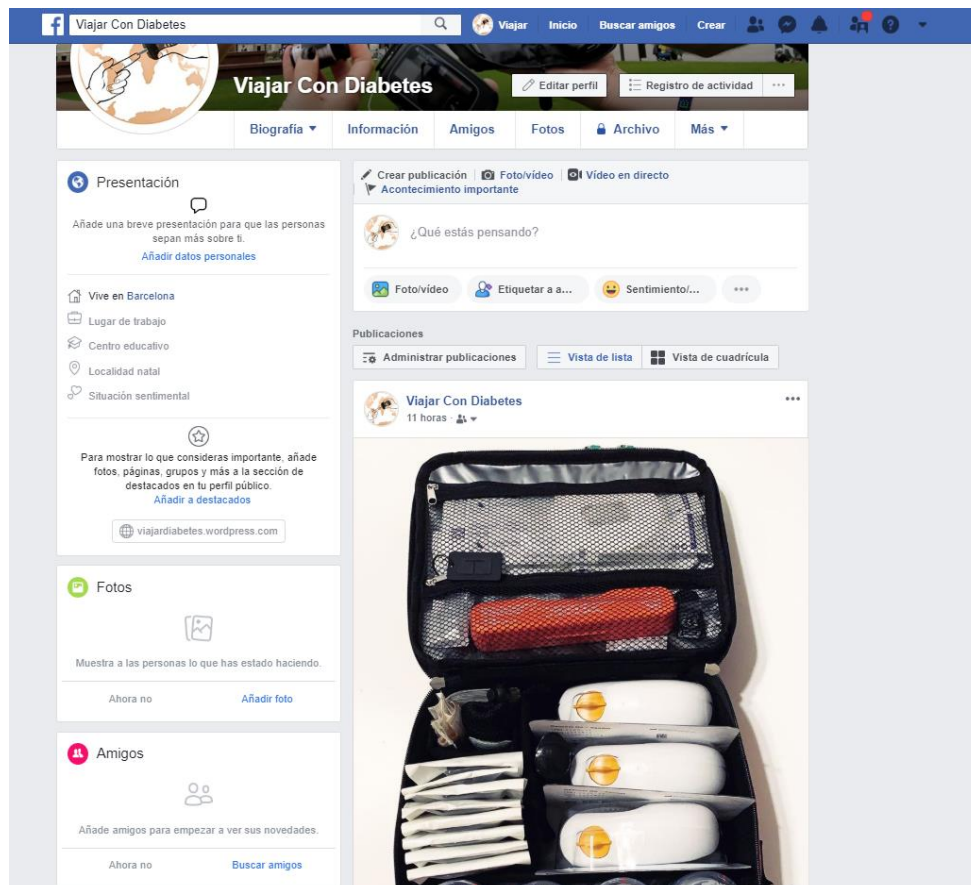 Viajar Con Diabetes
Viajar
Inicio
Buscar amigos
Crear
Viajar Con Diabetes
Editar perfil
Registro de actividad
Biografía
Información
Amigos
Fotos
Archivo
Más
Presentación
Añade una breve presentación para que las personas
sepan más sobre ti.
Añadir datos personales
Vive en Barcelona
Lugar de trabajo
Centro educativo
Localidad natal
Situación sentimental
Para mostrar lo que consideras importante, añade
fotos, páginas, grupos y más a la sección de
destacados en tu perfil público.
Añadir a destacados
viajardiabetes.wordpress.com
Fotos
Muestra a las personas lo que has estado haciendo.
Ahora no
Añadir foto
Amigos
Añade amigos para empezar a ver sus novedades.
Ahora no
Buscar amigos
Crear publicación
Foto/vídeo
Vídeo en directo
Acontecimiento importante
¿Qué estás pensando?
Foto/vídeo
Etiquetar a a...
Sentimiento/...
Publicaciones
Administrar publicaciones
Vista de lista
Vista de cuadrícula
Viajar Con Diabetes
11 horas ·